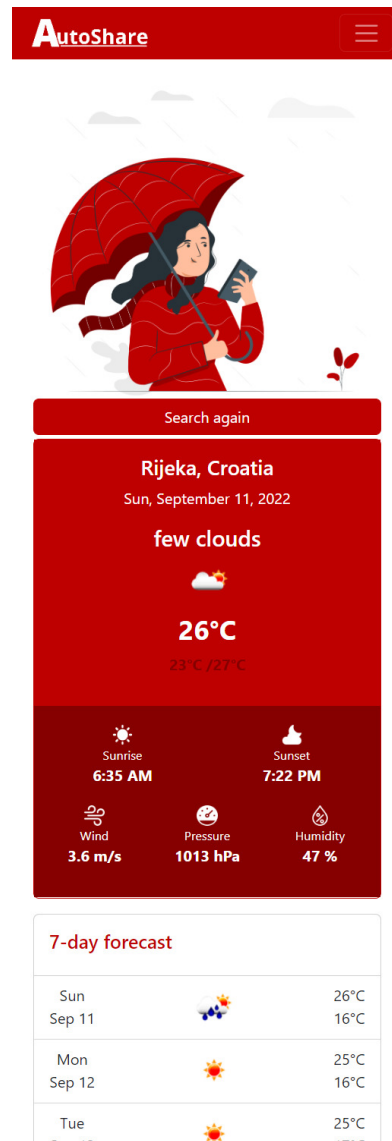 AutoShare
Search again
Rijeka, Croatia
Sun, September 11, 2022
few clouds
26°C
23°C /27°C
Sunrise
6:35 AM
Sunset
7:22 PM
Wind
3.6 m/s
Pressure
1013 hPa
Humidity
47 %
7-day forecast
Sun
Sep 11
26°C
16°C
Mon
Sep 12
25°C
16°C
Tue
25°C